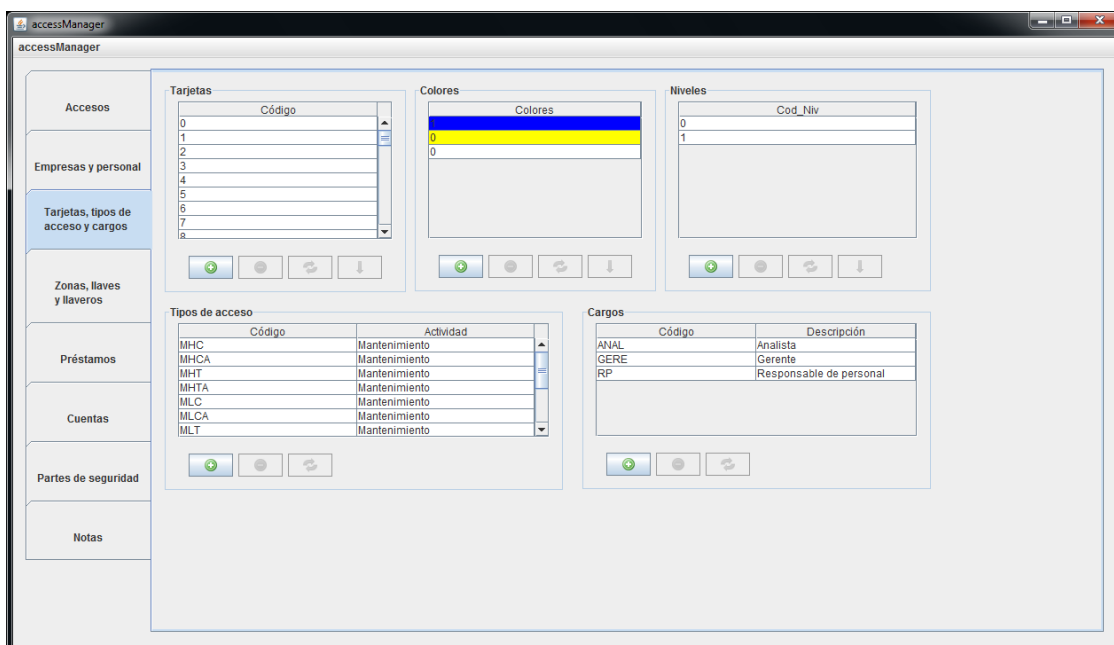 accessManager
accessManager
Accesos
Empresas y personal
Tarjetas, tipos de
acceso y cargos
Zonas, llaves
y llaveros
Préstamos
Cuentas
Partes de seguridad
Notas
Tarjetas
Código
0
1
2
3
4
5
6
7
8
Colores
Colores
0
0
Niveles
Cod_Niv
0
1
Tipos de acceso
Código Actividad
MHC Mantenimiento
MHCA Mantenimiento
MHT Mantenimiento
MHTA Mantenimiento
MLC Mantenimiento
MLCA Mantenimiento
MLT Mantenimiento
Cargos
Código Descripción
ANAL Analista
GERE Gerente
RP Responsable de personal